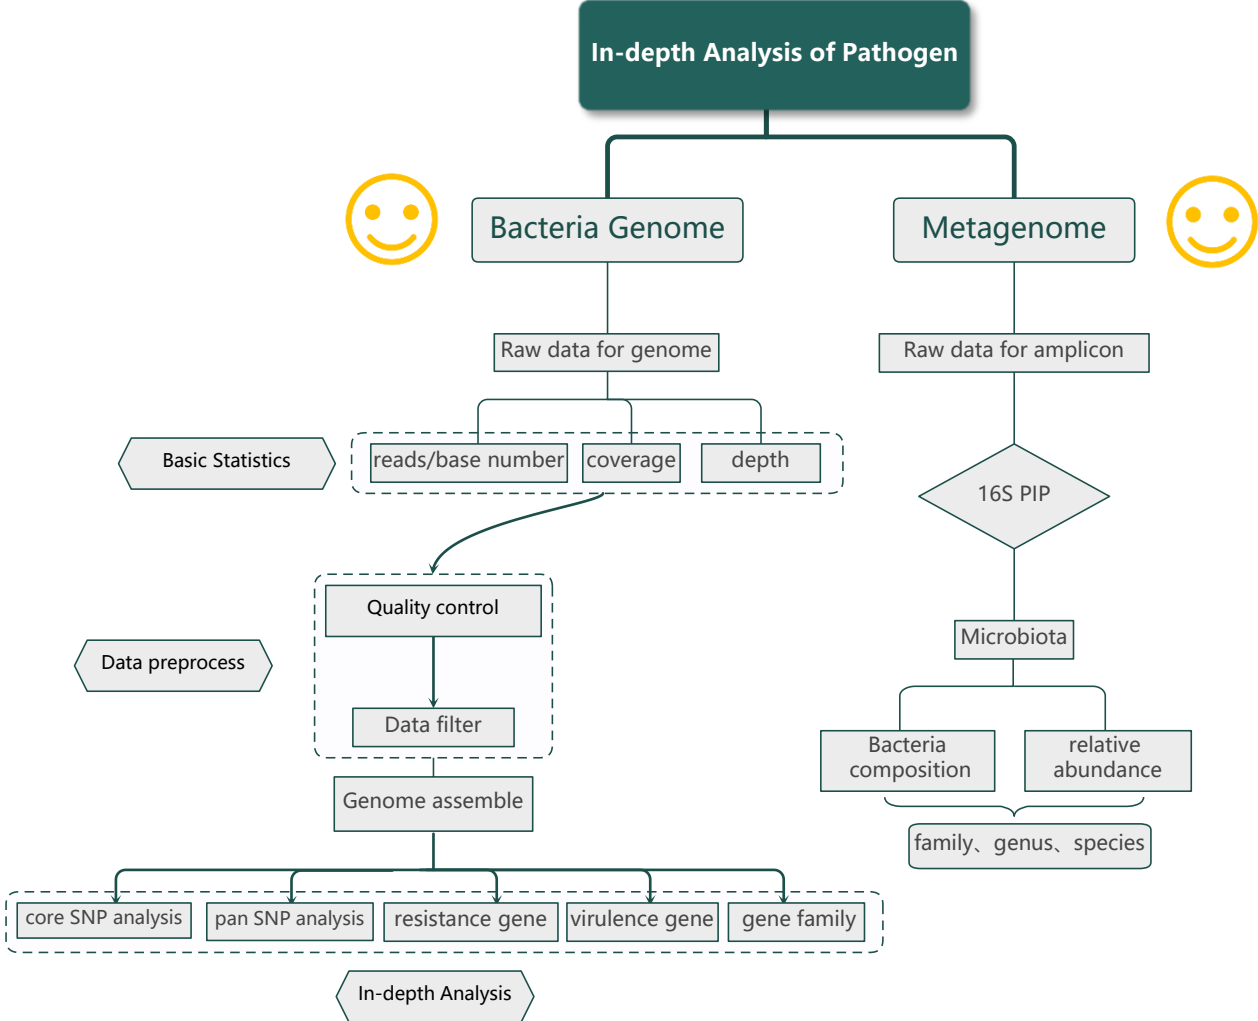 In-depth Analysis of Pathogen
Bacteria Genome
Metagenome
Raw data for genome
Raw data for amplicon
Basic Statistics
reads/base number
coverage
depth
16S PIP
Quality control
Data preprocess
Data filter
Microbiota
Bacteria
composition
relative
abundance
Genome assemble
family、genus、species
core SNP analysis
pan SNP analysis
resistance gene
virulence gene
gene family
In-depth Analysis